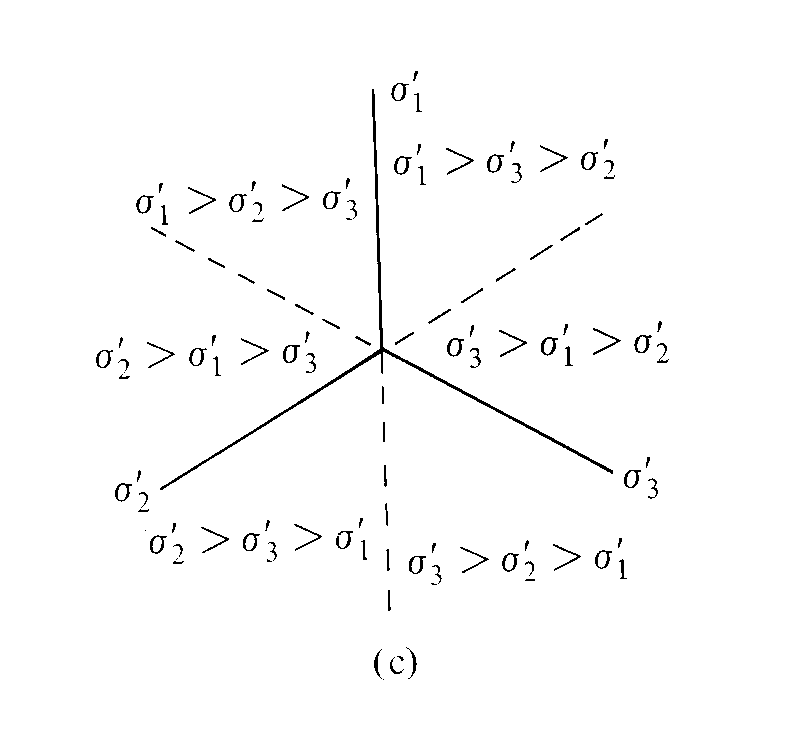 σ′₁
σ′₁ > σ′₃ > σ′₂
σ′₁ > σ′₂ > σ′₃
σ′₃ > σ′₁ > σ′₂
σ′₂ > σ′₁ > σ′₃
σ′₂
σ′₃
σ′₂ > σ′₃ > σ′₁
σ′₃ > σ′₂ > σ′₁
(c)